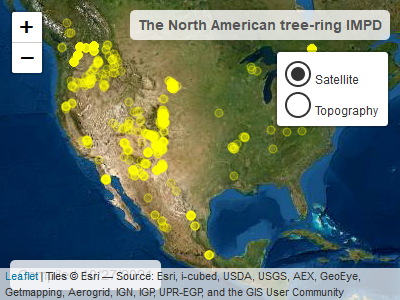 +
The North American tree-ring IMPD
−
Satellite
Topography
Leaflet | Tiles © Esri — Source: Esri, i-cubed, USDA, USGS, AEX, GeoEye,
Getmapping, Aerogrid, IGN, IGP, UPR-EGP, and the GIS User Community